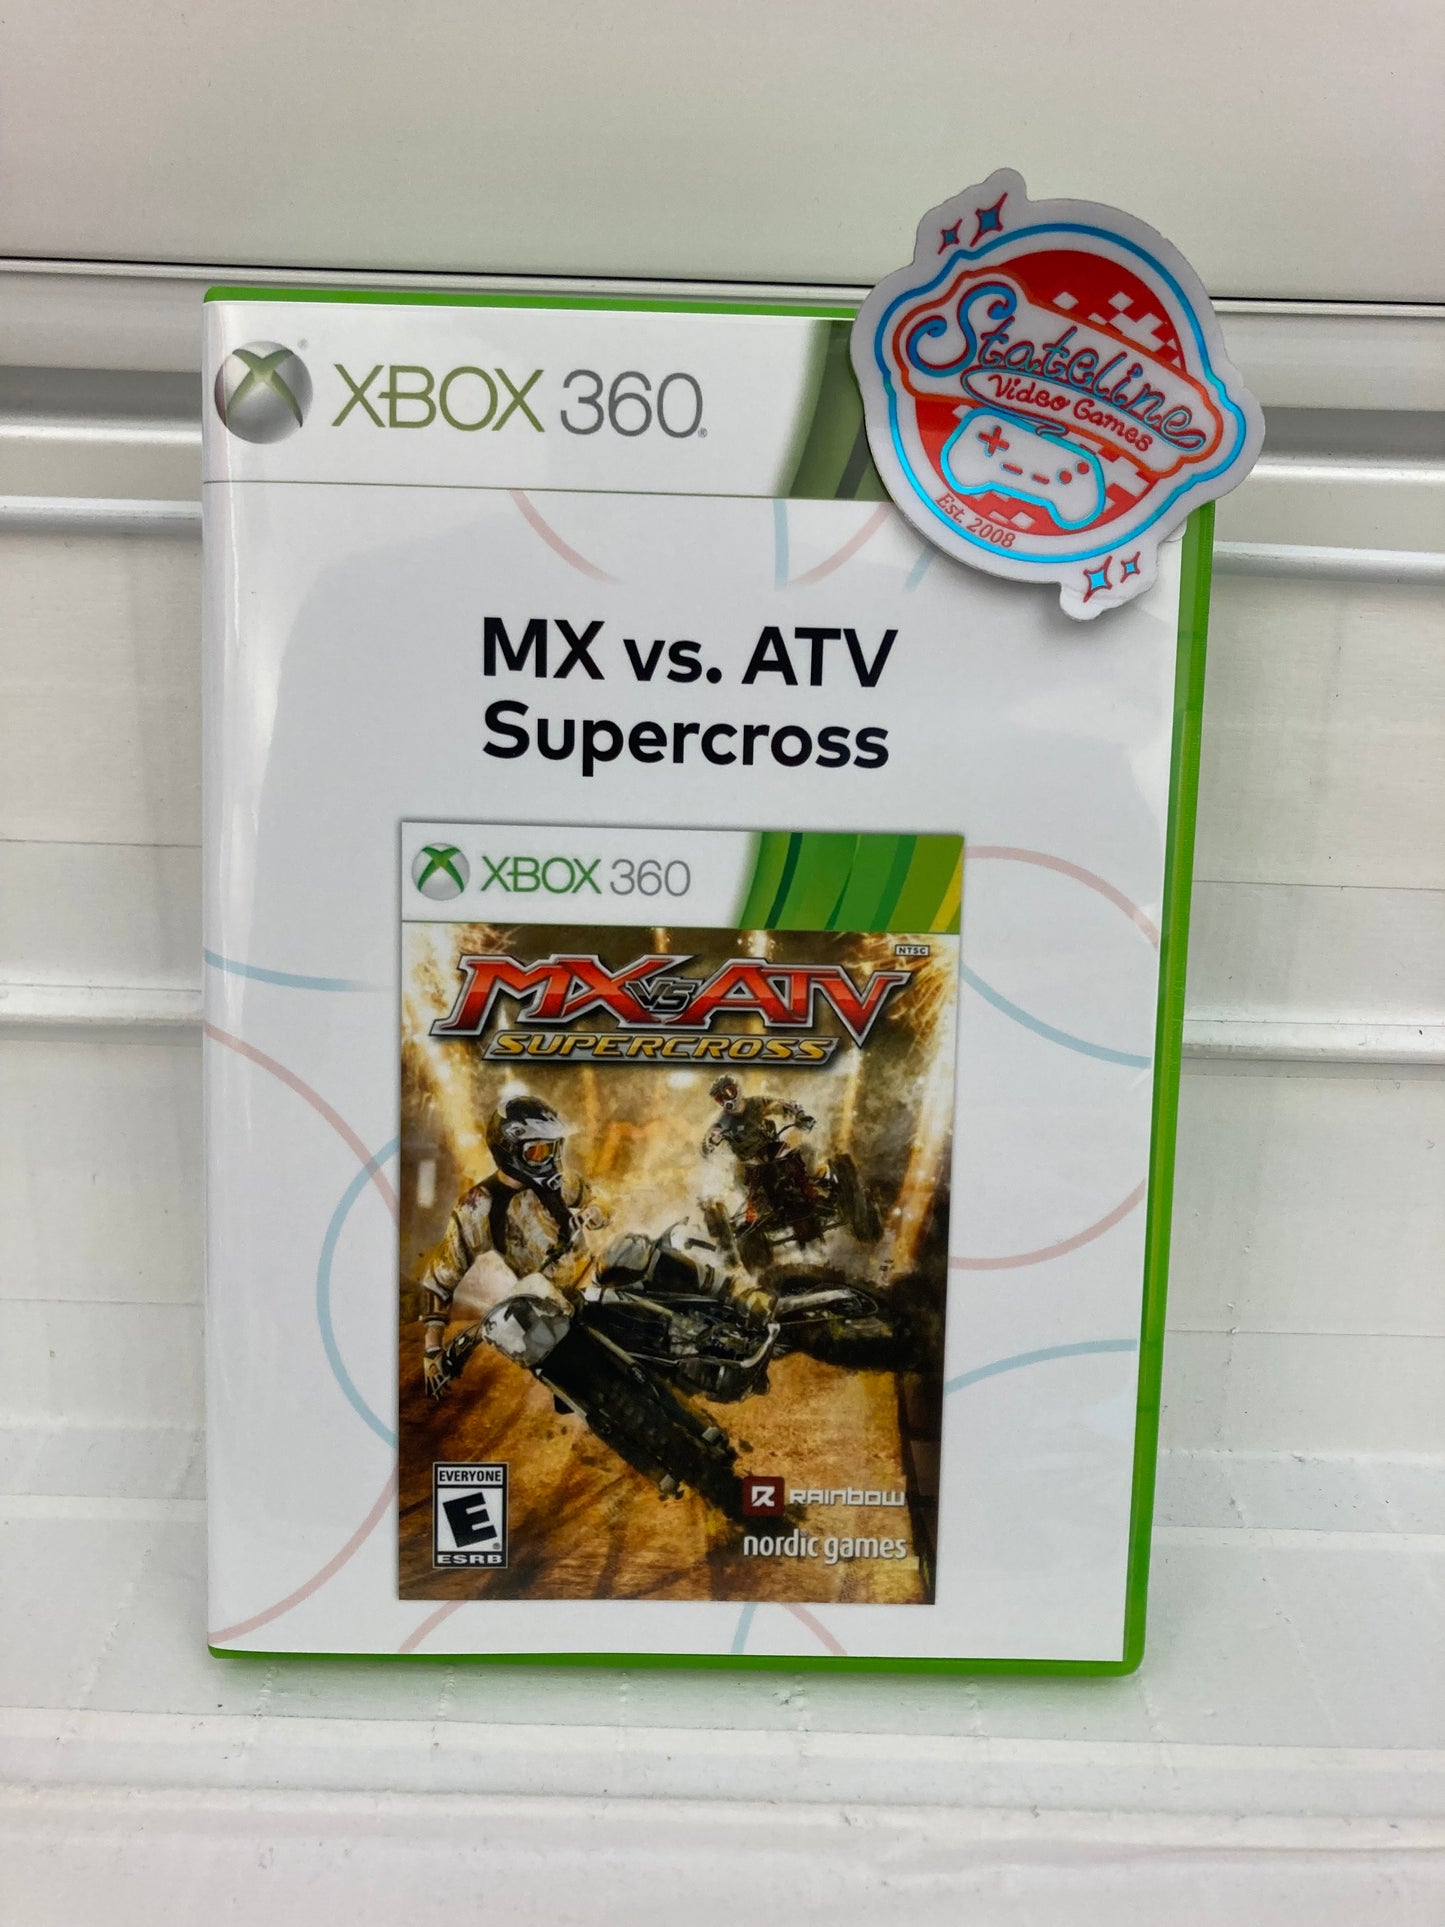 XBOX 360
Stateline
Video Games
Est. 2008
MX vs. ATV
Supercross
XBOX 360
NTSC
MX VS ATV
SUPERCROSS
EVERYONE
E
ESRB
R RAINBOW
nordic games